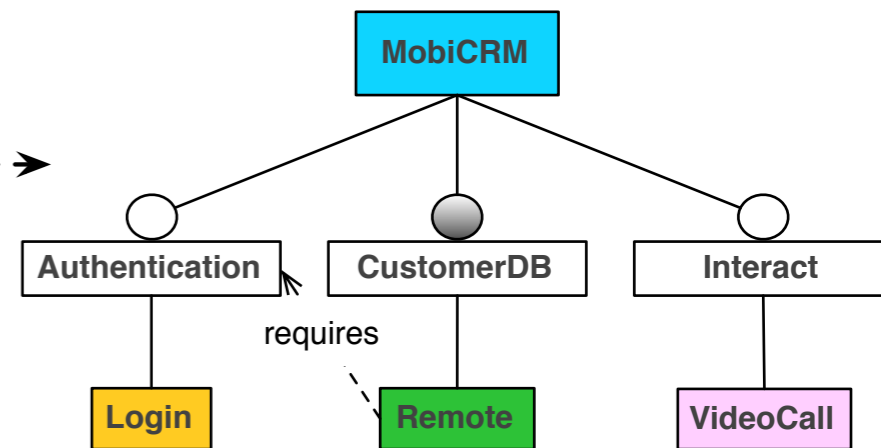 MobiCRM
Authentication
CustomerDB
Interact
requires
Login
Remote
VideoCall